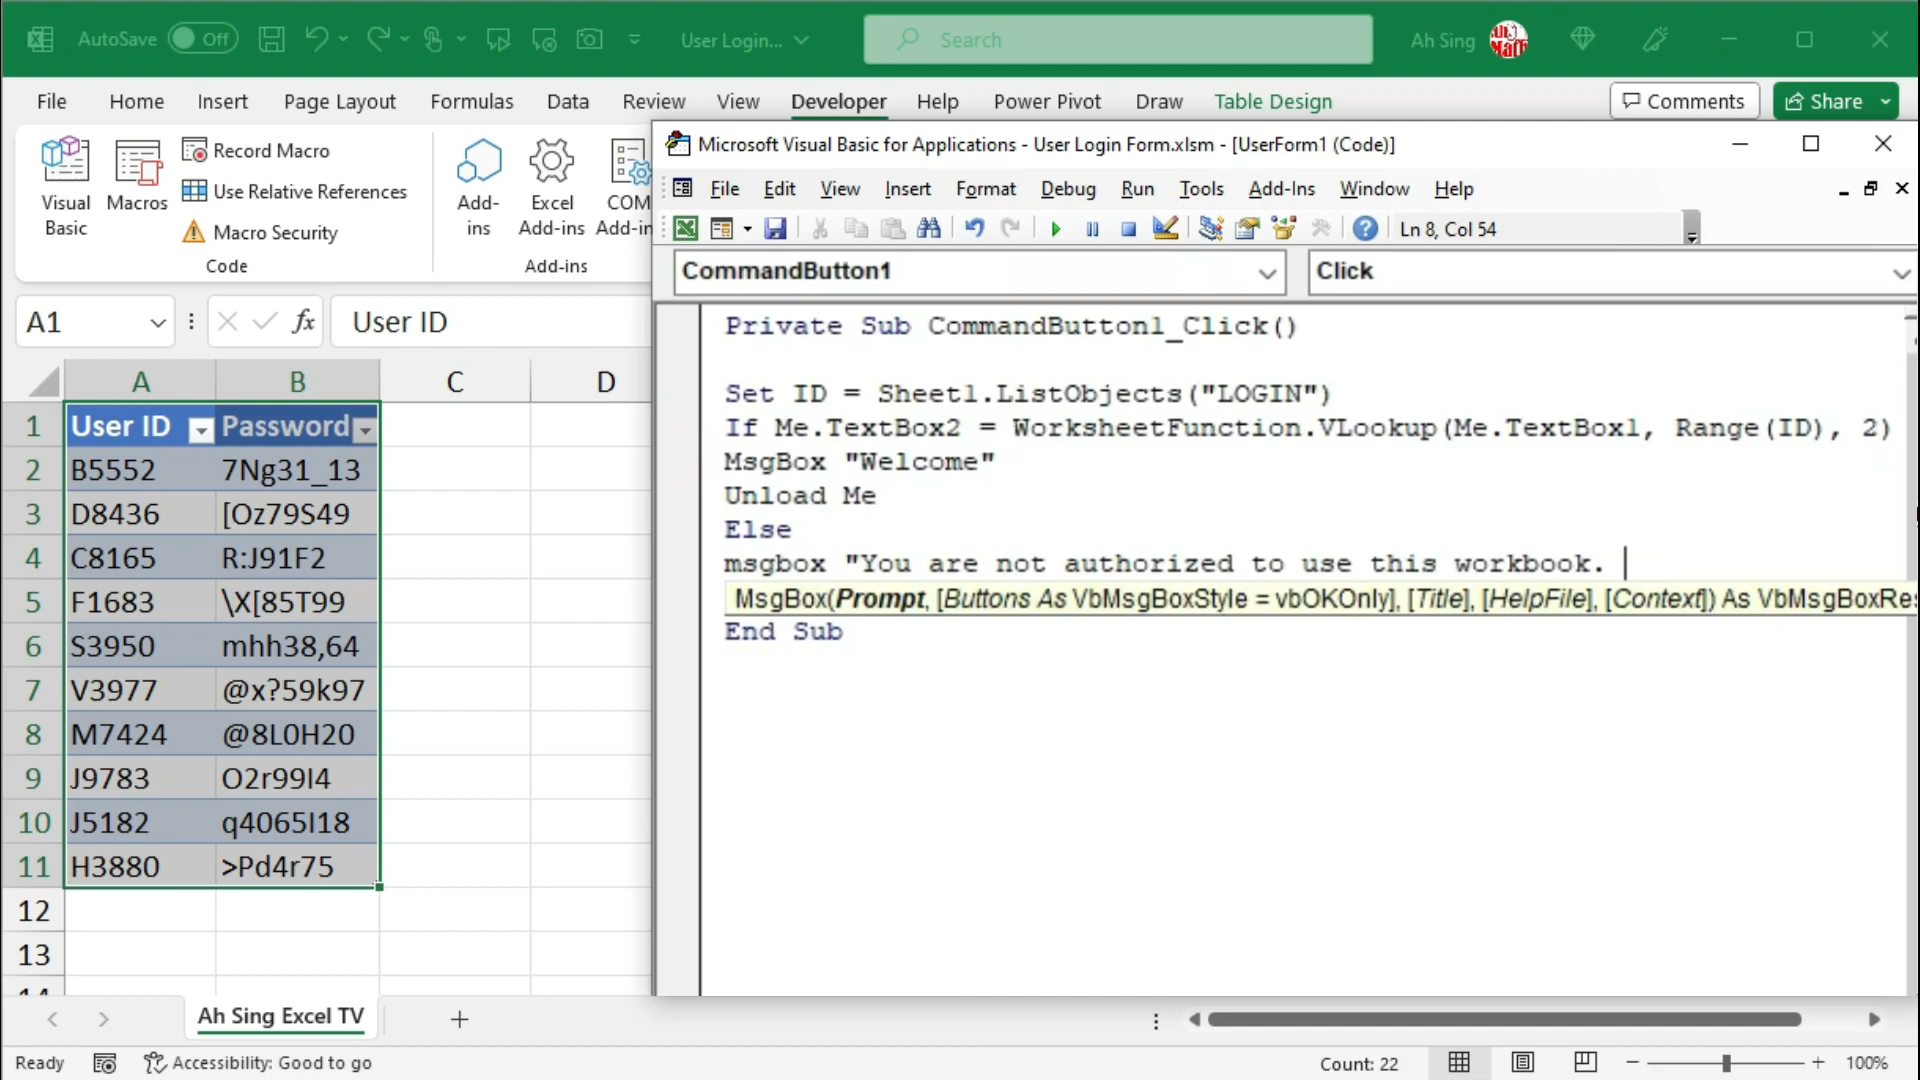 AutoSave Off User Login... Search Ah Sing
File Home Insert Page Layout Formulas Data Review View Developer Help Power Pivot Draw Table Design Comments Share
Visual Basic
Macros
Record Macro
Use Relative References
Macro Security
Code
Add-ins
Excel Add-ins
COM Add-in
Add-ins
A1 fx User ID
A B C D
1 User ID Password
2 B5552 7Ng31_13
3 D8436 [Oz79S49
4 C8165 R:J91F2
5 F1683 \X[85T99
6 S3950 mhh38,64
7 V3977 @x?59k97
8 M7424 @8L0H20
9 J9783 O2r99I4
10 J5182 q4065I18
11 H3880 >Pd4r75
12
13
14
Microsoft Visual Basic for Applications - User Login Form.xlsm - [UserForm1 (Code)]
File Edit View Insert Format Debug Run Tools Add-Ins Window Help
Ln 8, Col 54
CommandButton1 Click
Private Sub CommandButton1_Click()
Set ID = Sheet1.ListObjects("LOGIN")
If Me.TextBox2 = WorksheetFunction.VLookup(Me.TextBox1, Range(ID), 2)
MsgBox "Welcome"
Unload Me
Else
msgbox "You are not authorized to use this workbook.
MsgBox(Prompt, [Buttons As VbMsgBoxStyle = vbOKOnly], [Title], [HelpFile], [Context]) As VbMsgBoxRes
End Sub
Ah Sing Excel TV
Ready Accessibility: Good to go Count: 22 100%